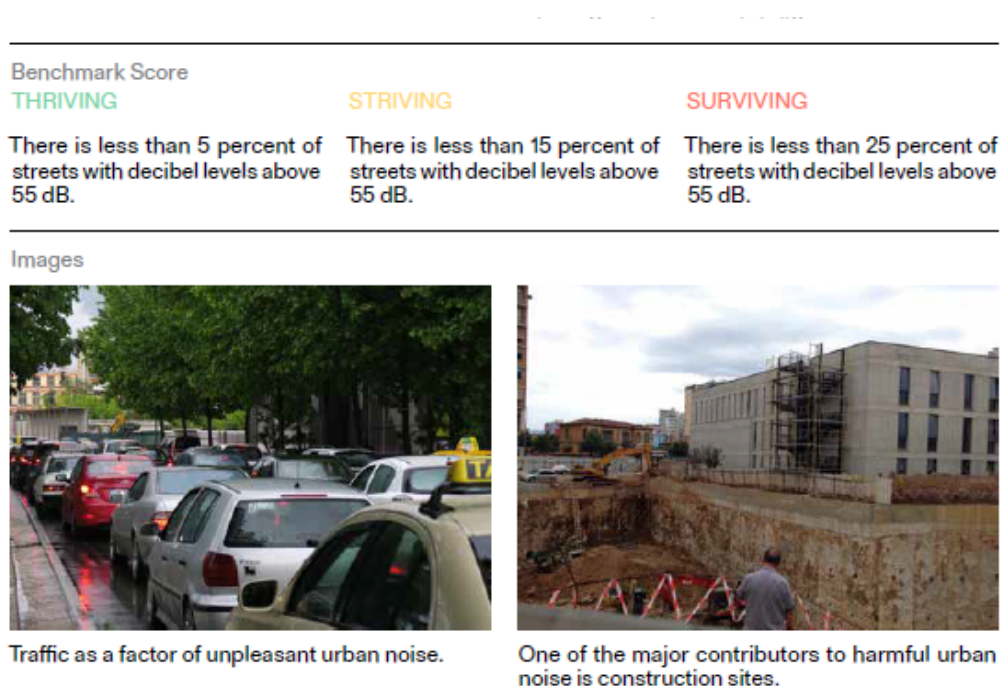 Benchmark Score
THRIVING
There is less than 5 percent of
streets with decibel levels above
55 dB.
STRIVING
There is less than 15 percent of
streets with decibel levels above
55 dB.
SURVIVING
There is less than 25 percent of
streets with decibel levels above
55 dB.
Images
Traffic as a factor of unpleasant urban noise.
One of the major contributors to harmful urban
noise is construction sites.